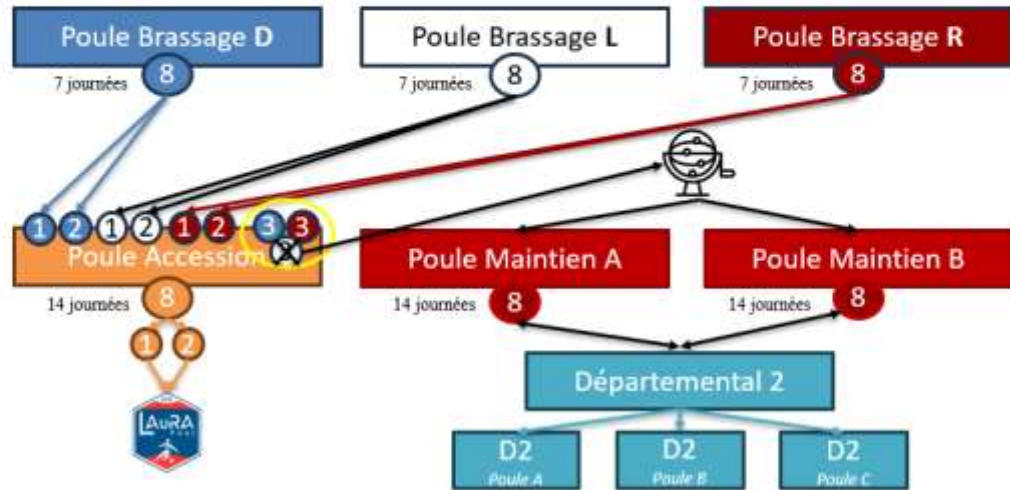 Poule Brassage D
Poule Brassage L
Poule Brassage R
7 journées
8
7 journées
8
7 journées
8
1
2
1
2
1
2
3
3
Poule Accession
Poule Maintien A
Poule Maintien B
14 journées
8
14 journées
8
14 journées
8
1
2
Départemental 2
LAuRA
FOOT
D2
Poule A
D2
Poule B
D2
Poule C